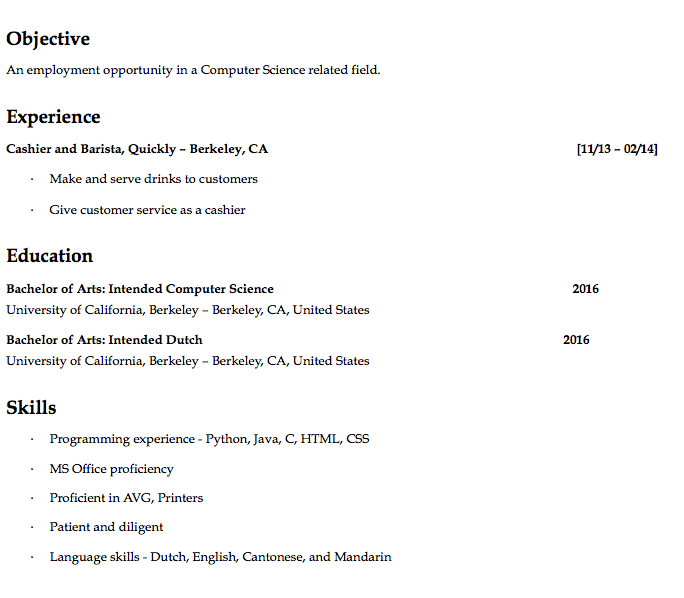 Objective
An employment opportunity in a Computer Science related field.
Experience
Cashier and Barista, Quickly – Berkeley, CA [11/13 – 02/14]
· Make and serve drinks to customers
· Give customer service as a cashier
Education
Bachelor of Arts: Intended Computer Science 2016
University of California, Berkeley – Berkeley, CA, United States
Bachelor of Arts: Intended Dutch 2016
University of California, Berkeley – Berkeley, CA, United States
Skills
· Programming experience - Python, Java, C, HTML, CSS
· MS Office proficiency
· Proficient in AVG, Printers
· Patient and diligent
· Language skills - Dutch, English, Cantonese, and Mandarin